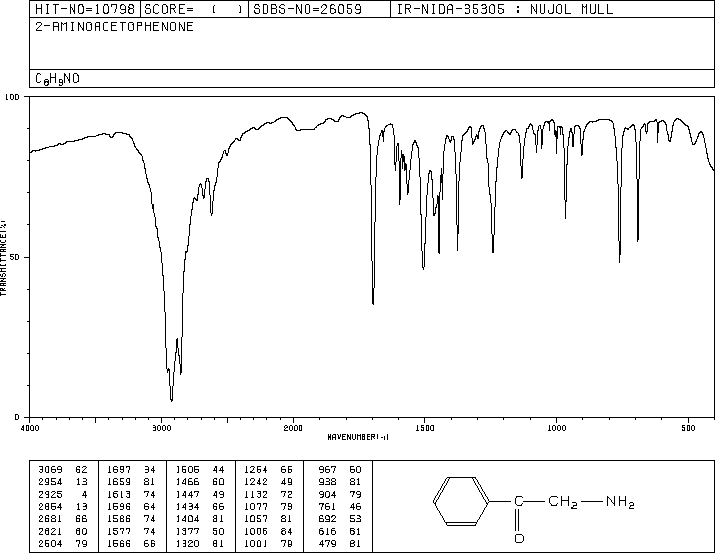 HIT-NO=10798 SCORE= ( ) SDBS-NO=26059 IR-NIDA-35305 : NUJOL MULL
2-AMINOACETOPHENONE
C8H9NO
100
50
0
TRANSMITTANCE(%)
4000 3000 2000 1500 1000 500
WAVENUMBER(-1)
3069 62 1697 34 1506 44 1264 66 967 60
2954 13 1659 81 1466 60 1242 49 938 81
2925 4 1613 74 1447 49 1132 72 904 79
2854 13 1596 64 1434 66 1077 79 761 46
2681 66 1586 74 1404 81 1057 81 692 53
2621 60 1577 74 1377 50 1006 84 616 81
2504 79 1566 66 1320 81 1001 79 479 81
C CH2 NH2
O